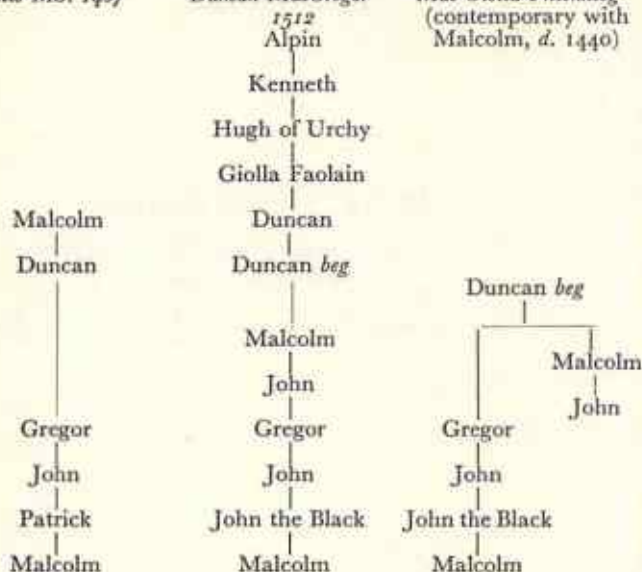 1512
Alpin
(contemporary with
Malcolm, d. 1440)
Kenneth
Hugh of Urchy
Giolla Faolain
Malcolm
Duncan
Duncan
Duncan beg
Duncan beg
Malcolm
Malcolm
John
John
Gregor
Gregor
Gregor
John
John
John
Patrick
John the Black
John the Black
Malcolm
Malcolm
Malcolm